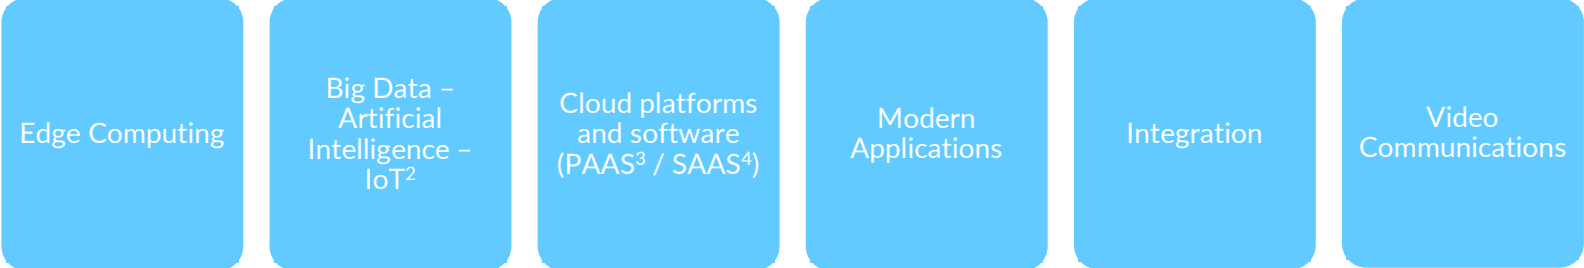 Edge Computing
Big Data –
Artificial
Intelligence –
IoT²
Cloud platforms
and software
(PAAS³ / SAAS⁴)
Modern
Applications
Integration
Video
Communications